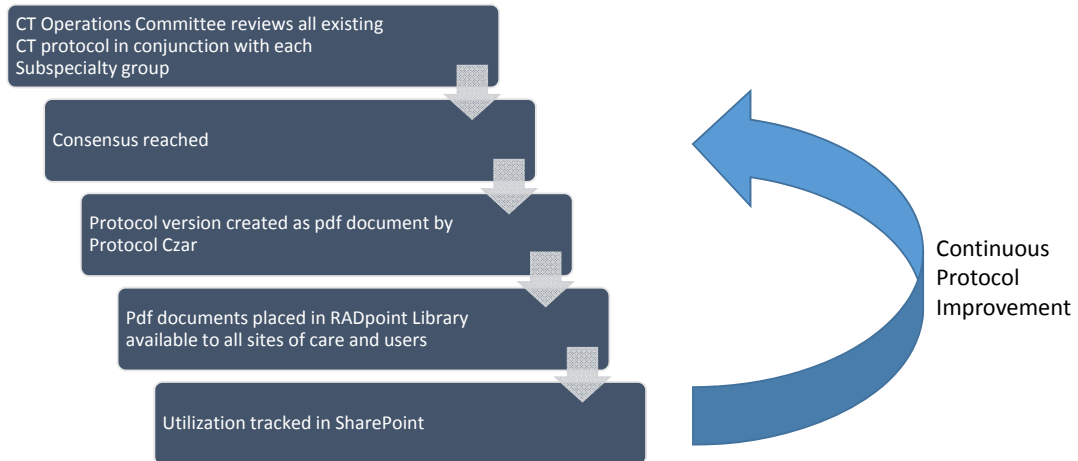 CT Operations Committee reviews all existing
CT protocol in conjunction with each
Subspecialty group
Consensus reached
Protocol version created as pdf document by
Protocol Czar
Pdf documents placed in RADpoint Library
available to all sites of care and users
Utilization tracked in SharePoint
Continuous
Protocol
Improvement